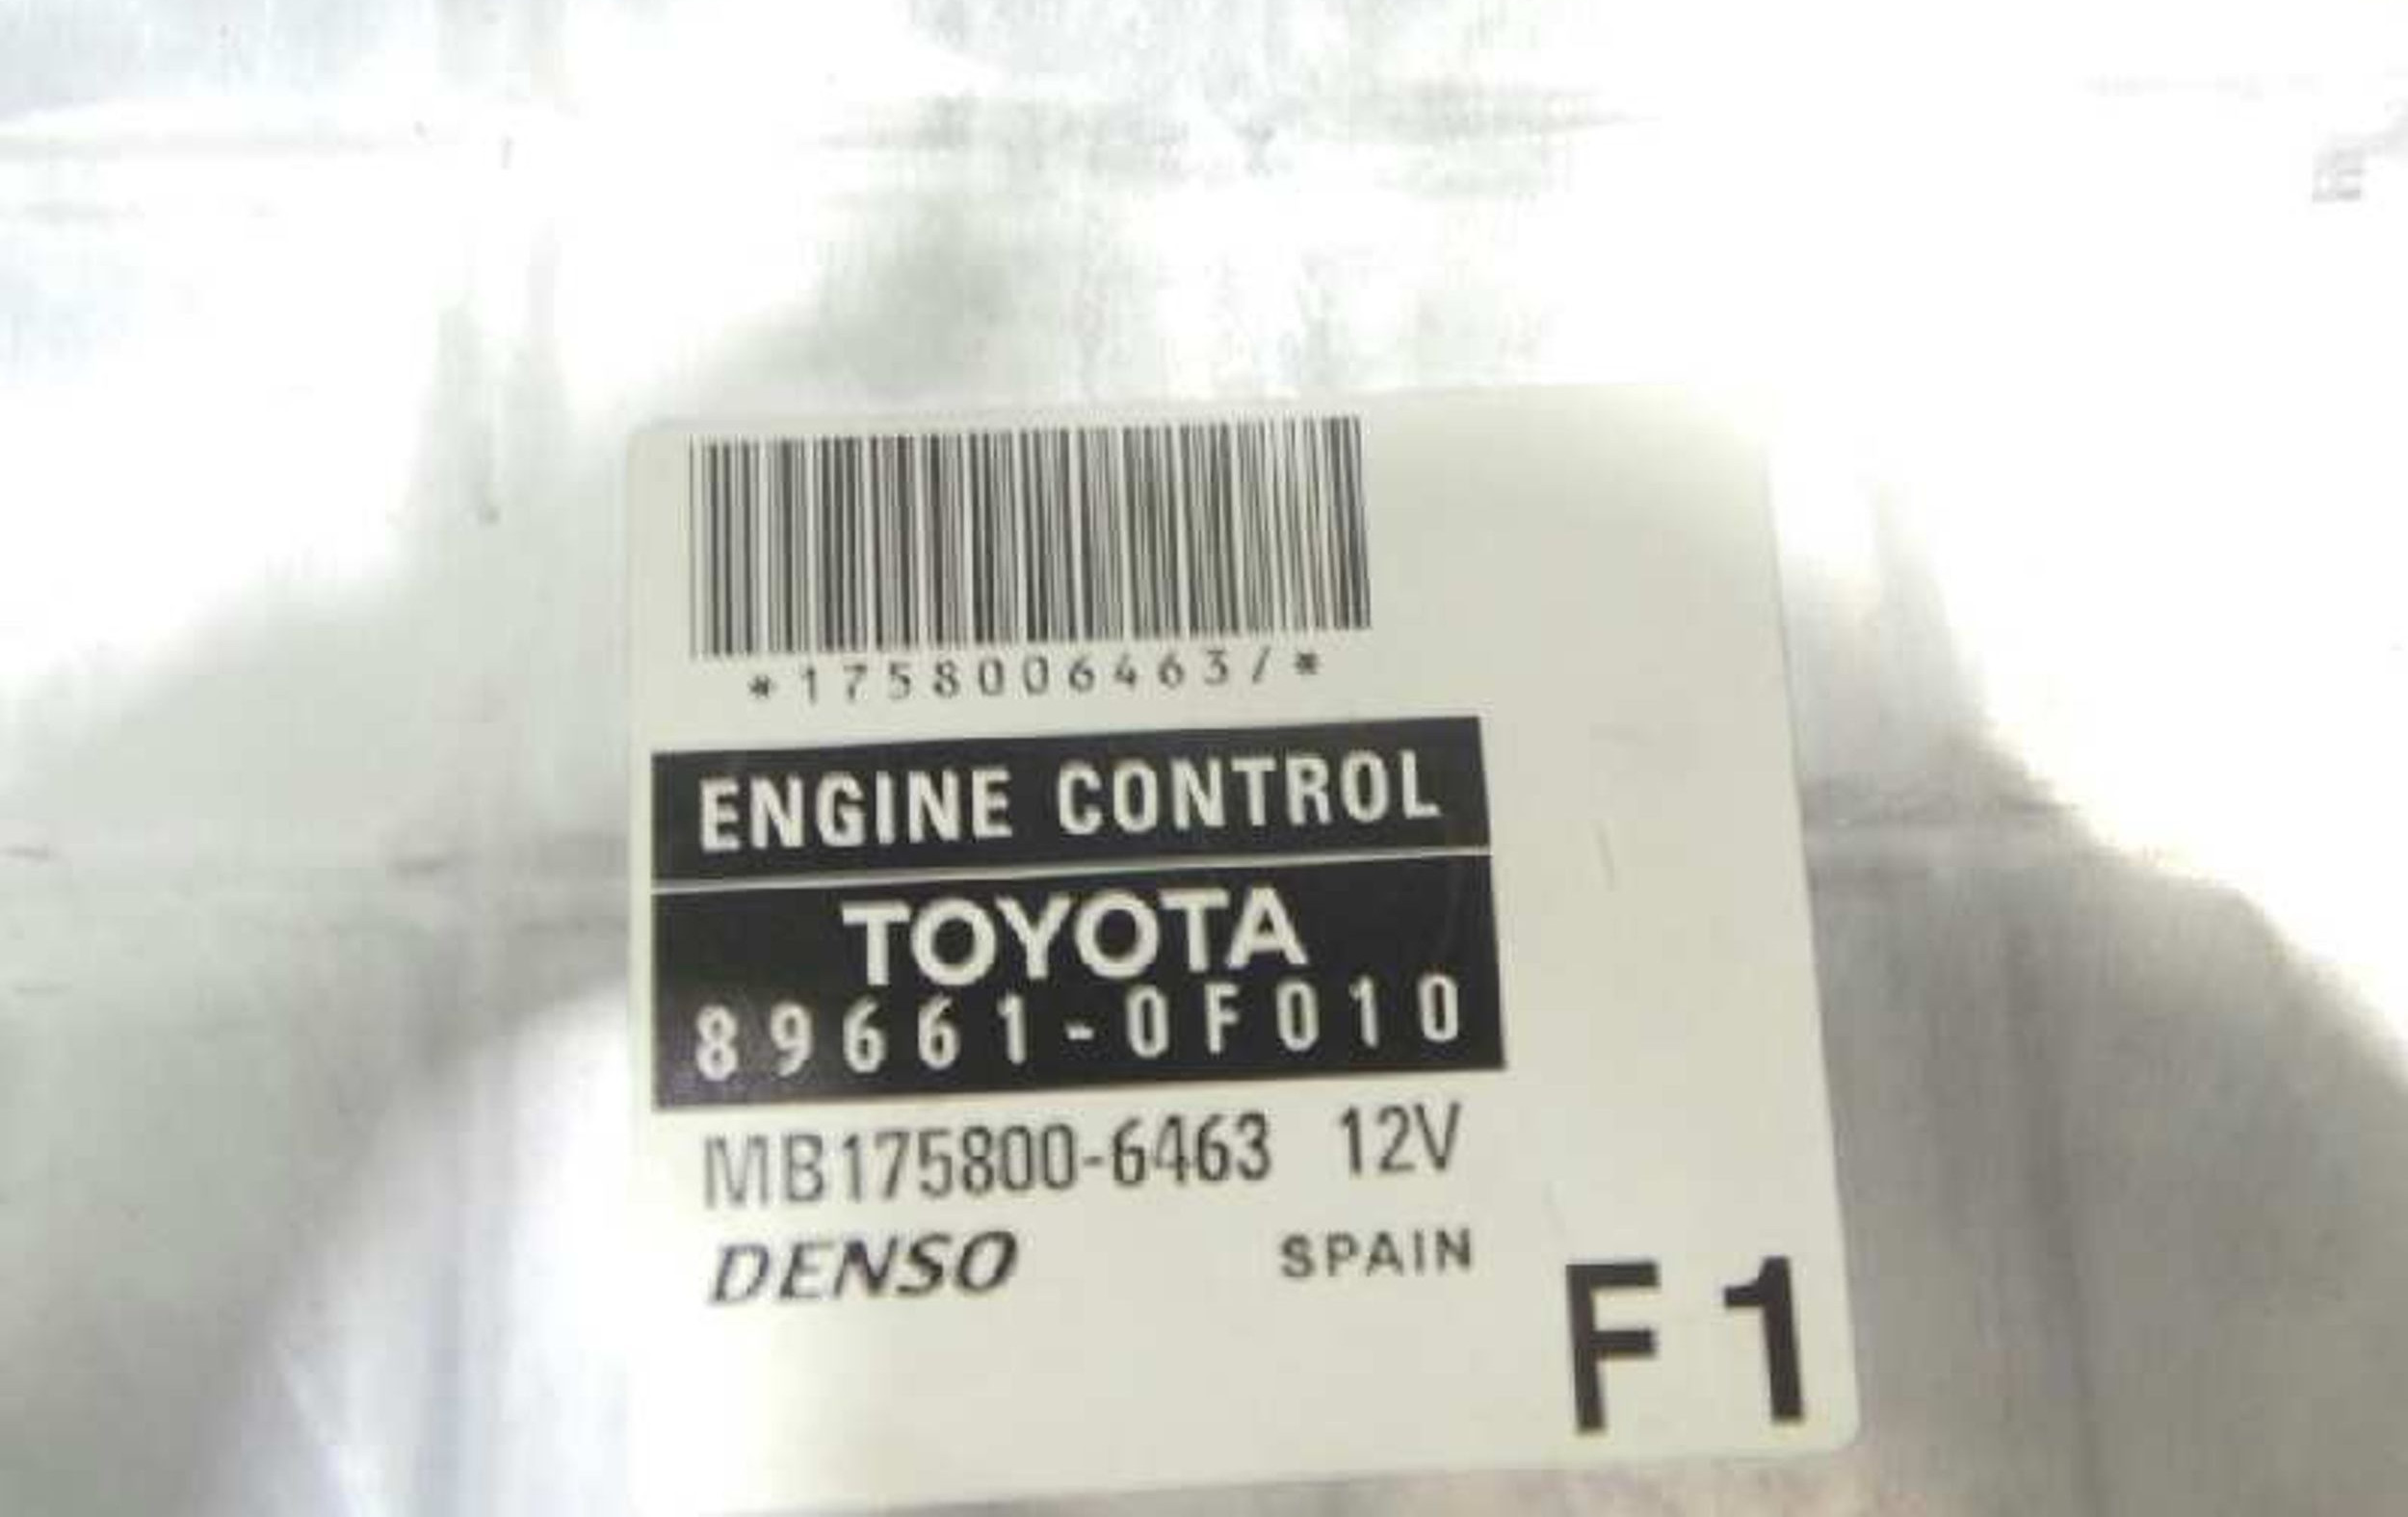 *1758006463/*
ENGINE CONTROL
TOYOTA
89661-0F010
MB175800-6463 12V
DENSO SPAIN
F1